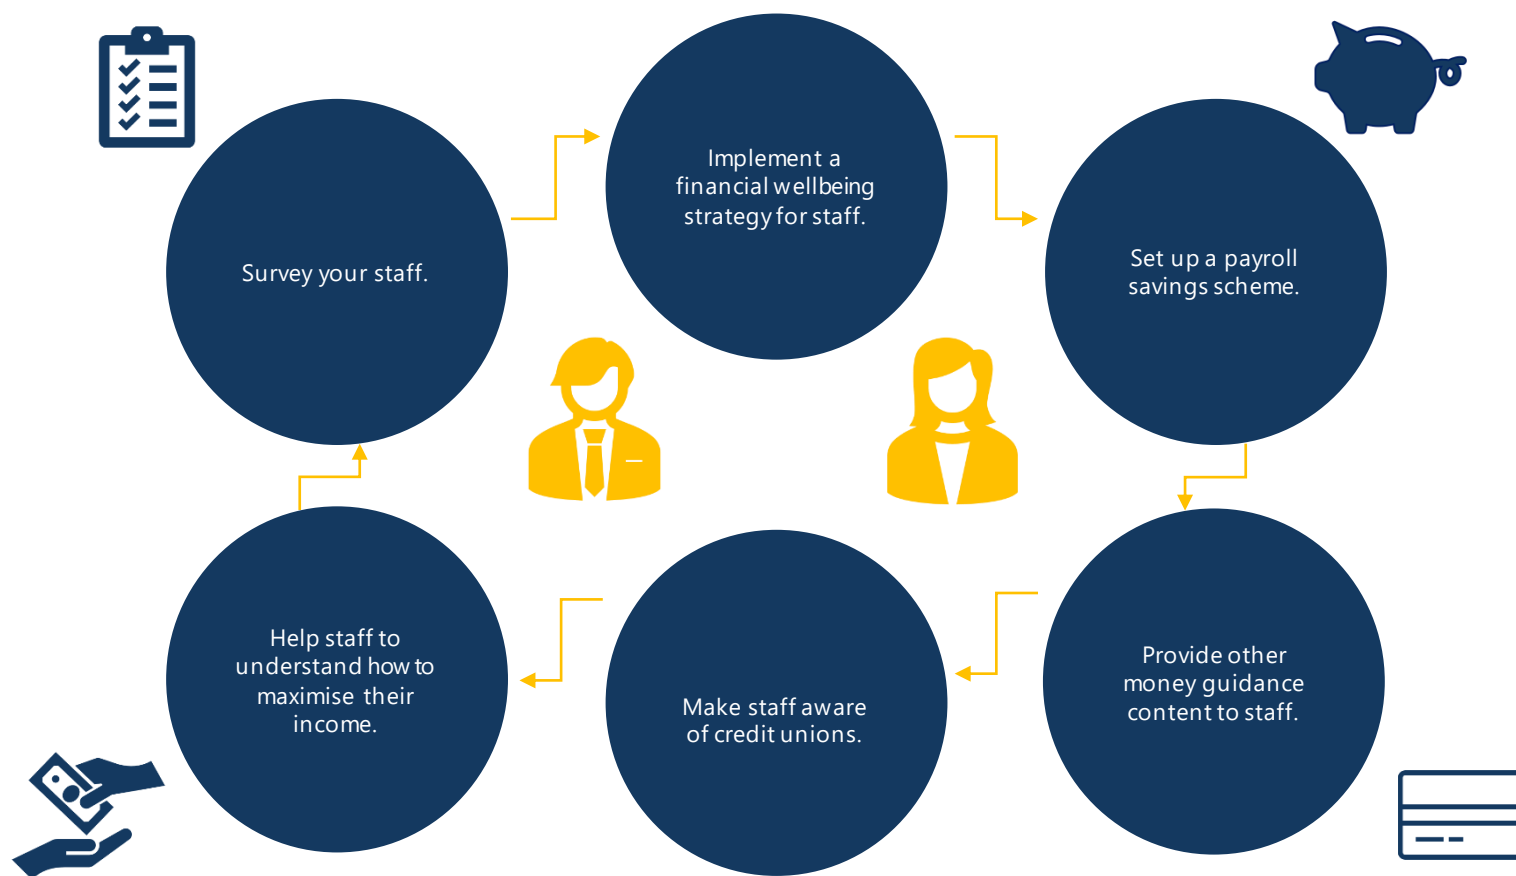 Survey your staff.
Implement a
financial wellbeing
strategy for staff.
Set up a payroll
savings scheme.
Provide other
money guidance
content to staff.
Make staff aware
of credit unions.
Help staff to
understand how to
maximise their
income.